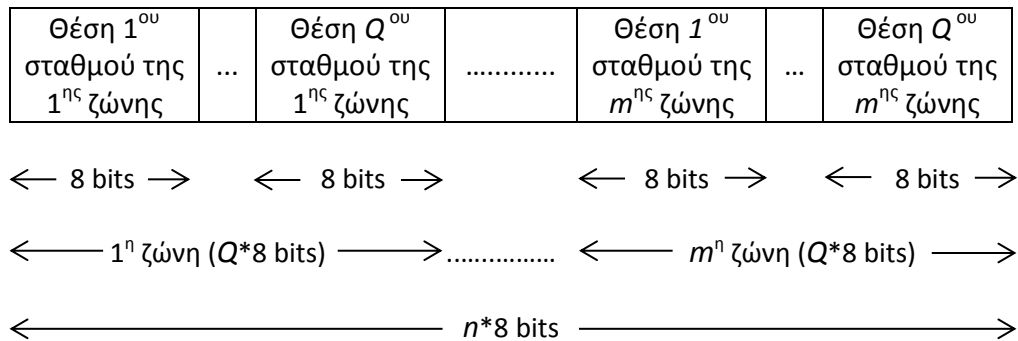 Θέση 1ου σταθμού της 1ης ζώνης
...
Θέση Qου σταθμού της 1ης ζώνης
..............
Θέση 1ου σταθμού της mης ζώνης
...
Θέση Qου σταθμού της mης ζώνης
8 bits 8 bits 8 bits 8 bits
1η ζώνη (Q*8 bits) ................ mη ζώνη (Q*8 bits)
n*8 bits